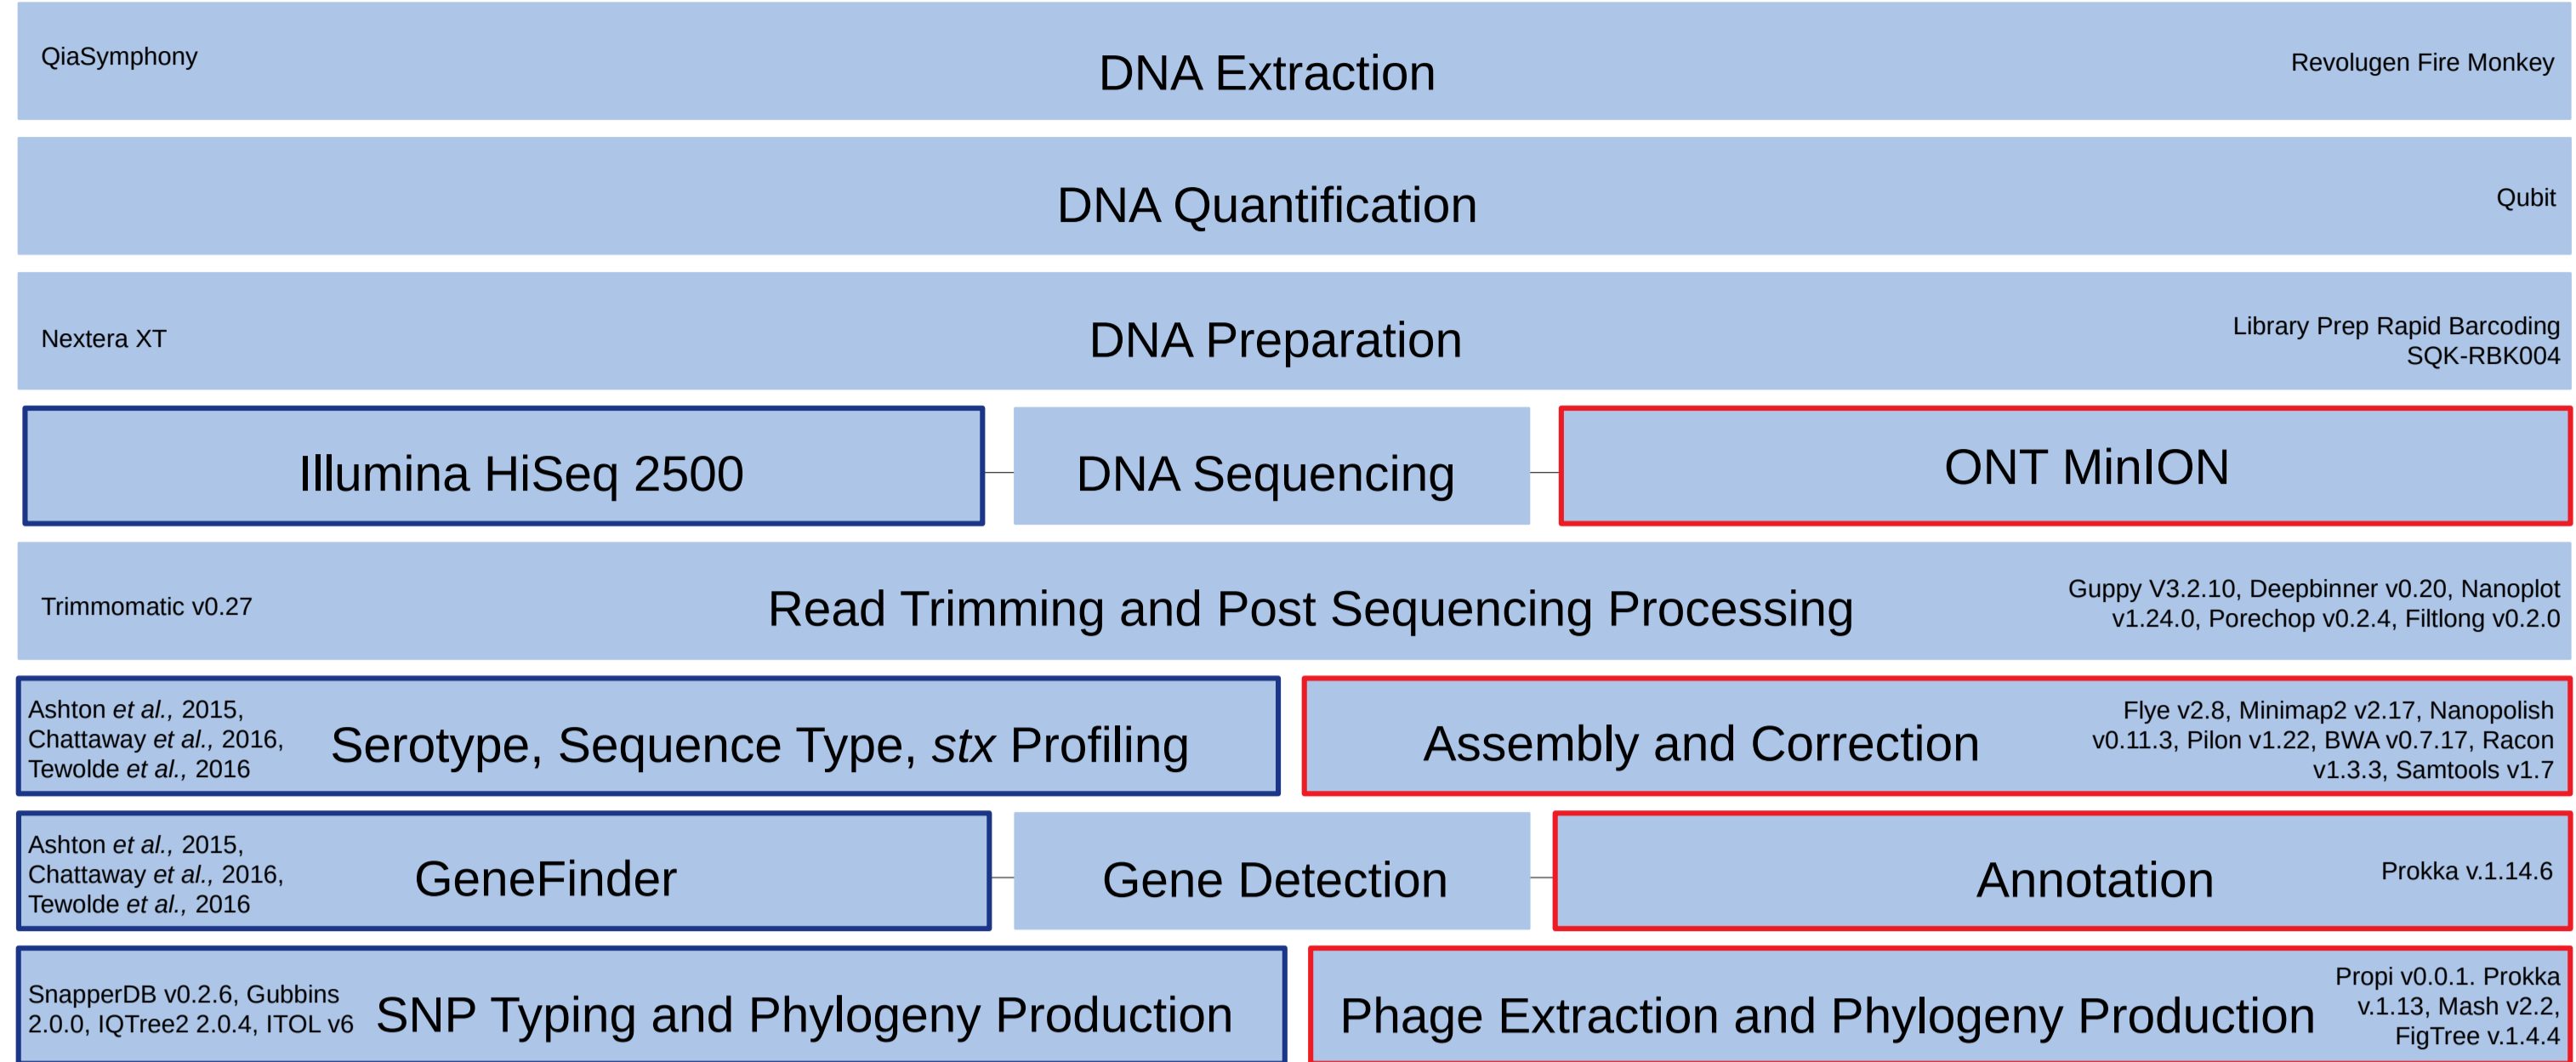 QiaSymphony
DNA Extraction
Revolugen Fire Monkey
DNA Quantification
Qubit
Nextera XT
DNA Preparation
Library Prep Rapid Barcoding
SQK-RBK004
Illumina HiSeq 2500
DNA Sequencing
ONT MinION
Trimmomatic v0.27
Read Trimming and Post Sequencing Processing
Guppy V3.2.10, Deepbinner v0.20, Nanoplot
v1.24.0, Porechop v0.2.4, Filtlong v0.2.0
Ashton et al., 2015,
Chattaway et al., 2016,
Tewolde et al., 2016
Serotype, Sequence Type, stx Profiling
Assembly and Correction
Flye v2.8, Minimap2 v2.17, Nanopolish
v0.11.3, Pilon v1.22, BWA v0.7.17, Racon
v1.3.3, Samtools v1.7
Ashton et al., 2015,
Chattaway et al., 2016,
Tewolde et al., 2016
GeneFinder
Gene Detection
Annotation
Prokka v.1.14.6
SnapperDB v0.2.6, Gubbins
2.0.0, IQTree2 2.0.4, ITOL v6
SNP Typing and Phylogeny Production
Phage Extraction and Phylogeny Production
Propi v0.0.1. Prokka
v.1.13, Mash v2.2,
FigTree v.1.4.4